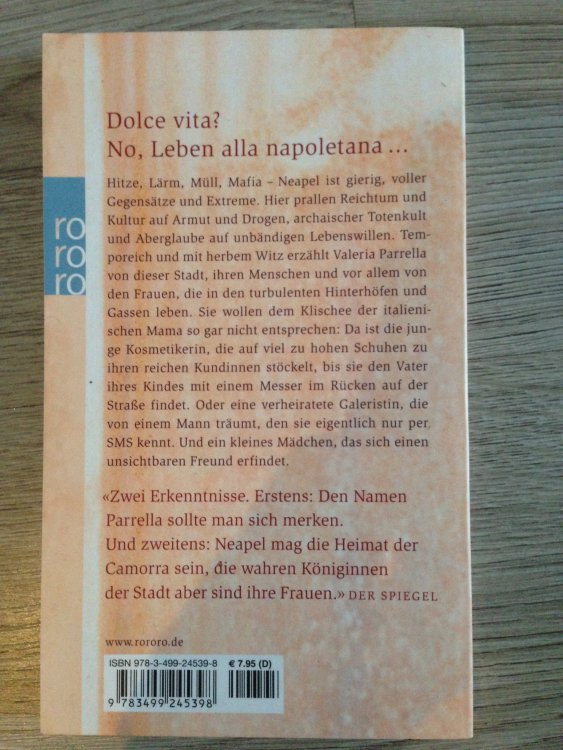 Dolce vita?
No, Leben alla napoletana ...
Hitze, Lärm, Müll, Mafia – Neapel ist gierig, voller
Gegensätze und Extreme. Hier prallen Reichtum und
Kultur auf Armut und Drogen, archaischer Totenkult
und Aberglaube auf unbändigen Lebenswillen. Tem-
poreich und mit herbem Witz erzählt Valeria Parrella
von dieser Stadt, ihren Menschen und vor allem von
den Frauen, die in den turbulenten Hinterhöfen und
Gassen leben. Sie wollen dem Klischee der italieni-
schen Mama so gar nicht entsprechen: Da ist die jun-
ge Kosmetikerin, die auf viel zu hohen Schuhen zu
ihren reichen Kundinnen stöckelt, bis sie den Vater
ihres Kindes mit einem Messer im Rücken auf der
Straße findet. Oder eine verheiratete Galeristin, die
von einem Mann träumt, den sie eigentlich nur per
SMS kennt. Und ein kleines Mädchen, das sich einen
unsichtbaren Freund erfindet.
«Zwei Erkenntnisse. Erstens: Den Namen
Parrella sollte man sich merken.
Und zweitens: Neapel mag die Heimat der
Camorra sein, die wahren Königinnen
der Stadt aber sind ihre Frauen.» DER SPIEGEL
ro
ro
ro
www.rororo.de
ISBN 978-3-499-24539-8 € 7.95 (D)
9 783499 245398